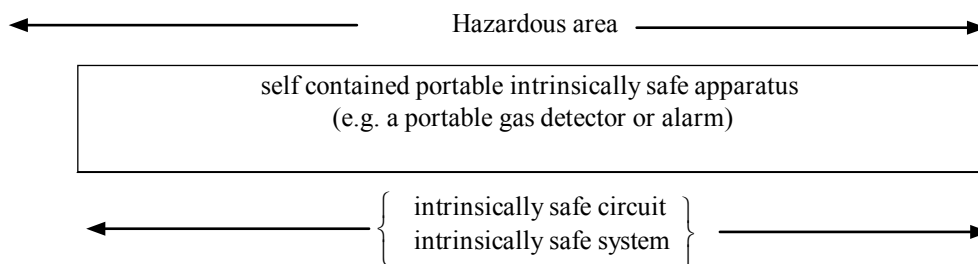 Hazardous area
self contained portable intrinsically safe apparatus
(e.g. a portable gas detector or alarm)
intrinsically safe circuit
intrinsically safe system